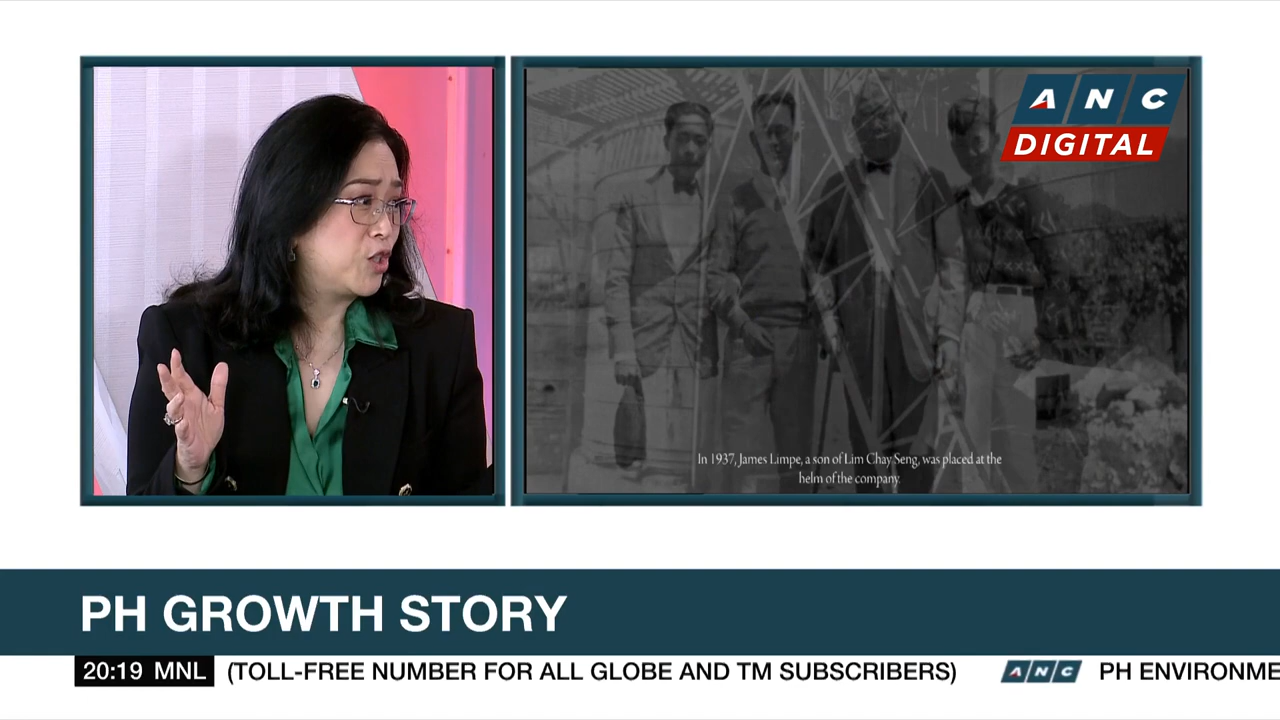 ANC
DIGITAL
In 1937, James Limpe, a son of Lim Chay Seng, was placed at the
helm of the company.
PH GROWTH STORY
20:19 MNL (TOLL-FREE NUMBER FOR ALL GLOBE AND TM SUBSCRIBERS) ANC PH ENVIRONME